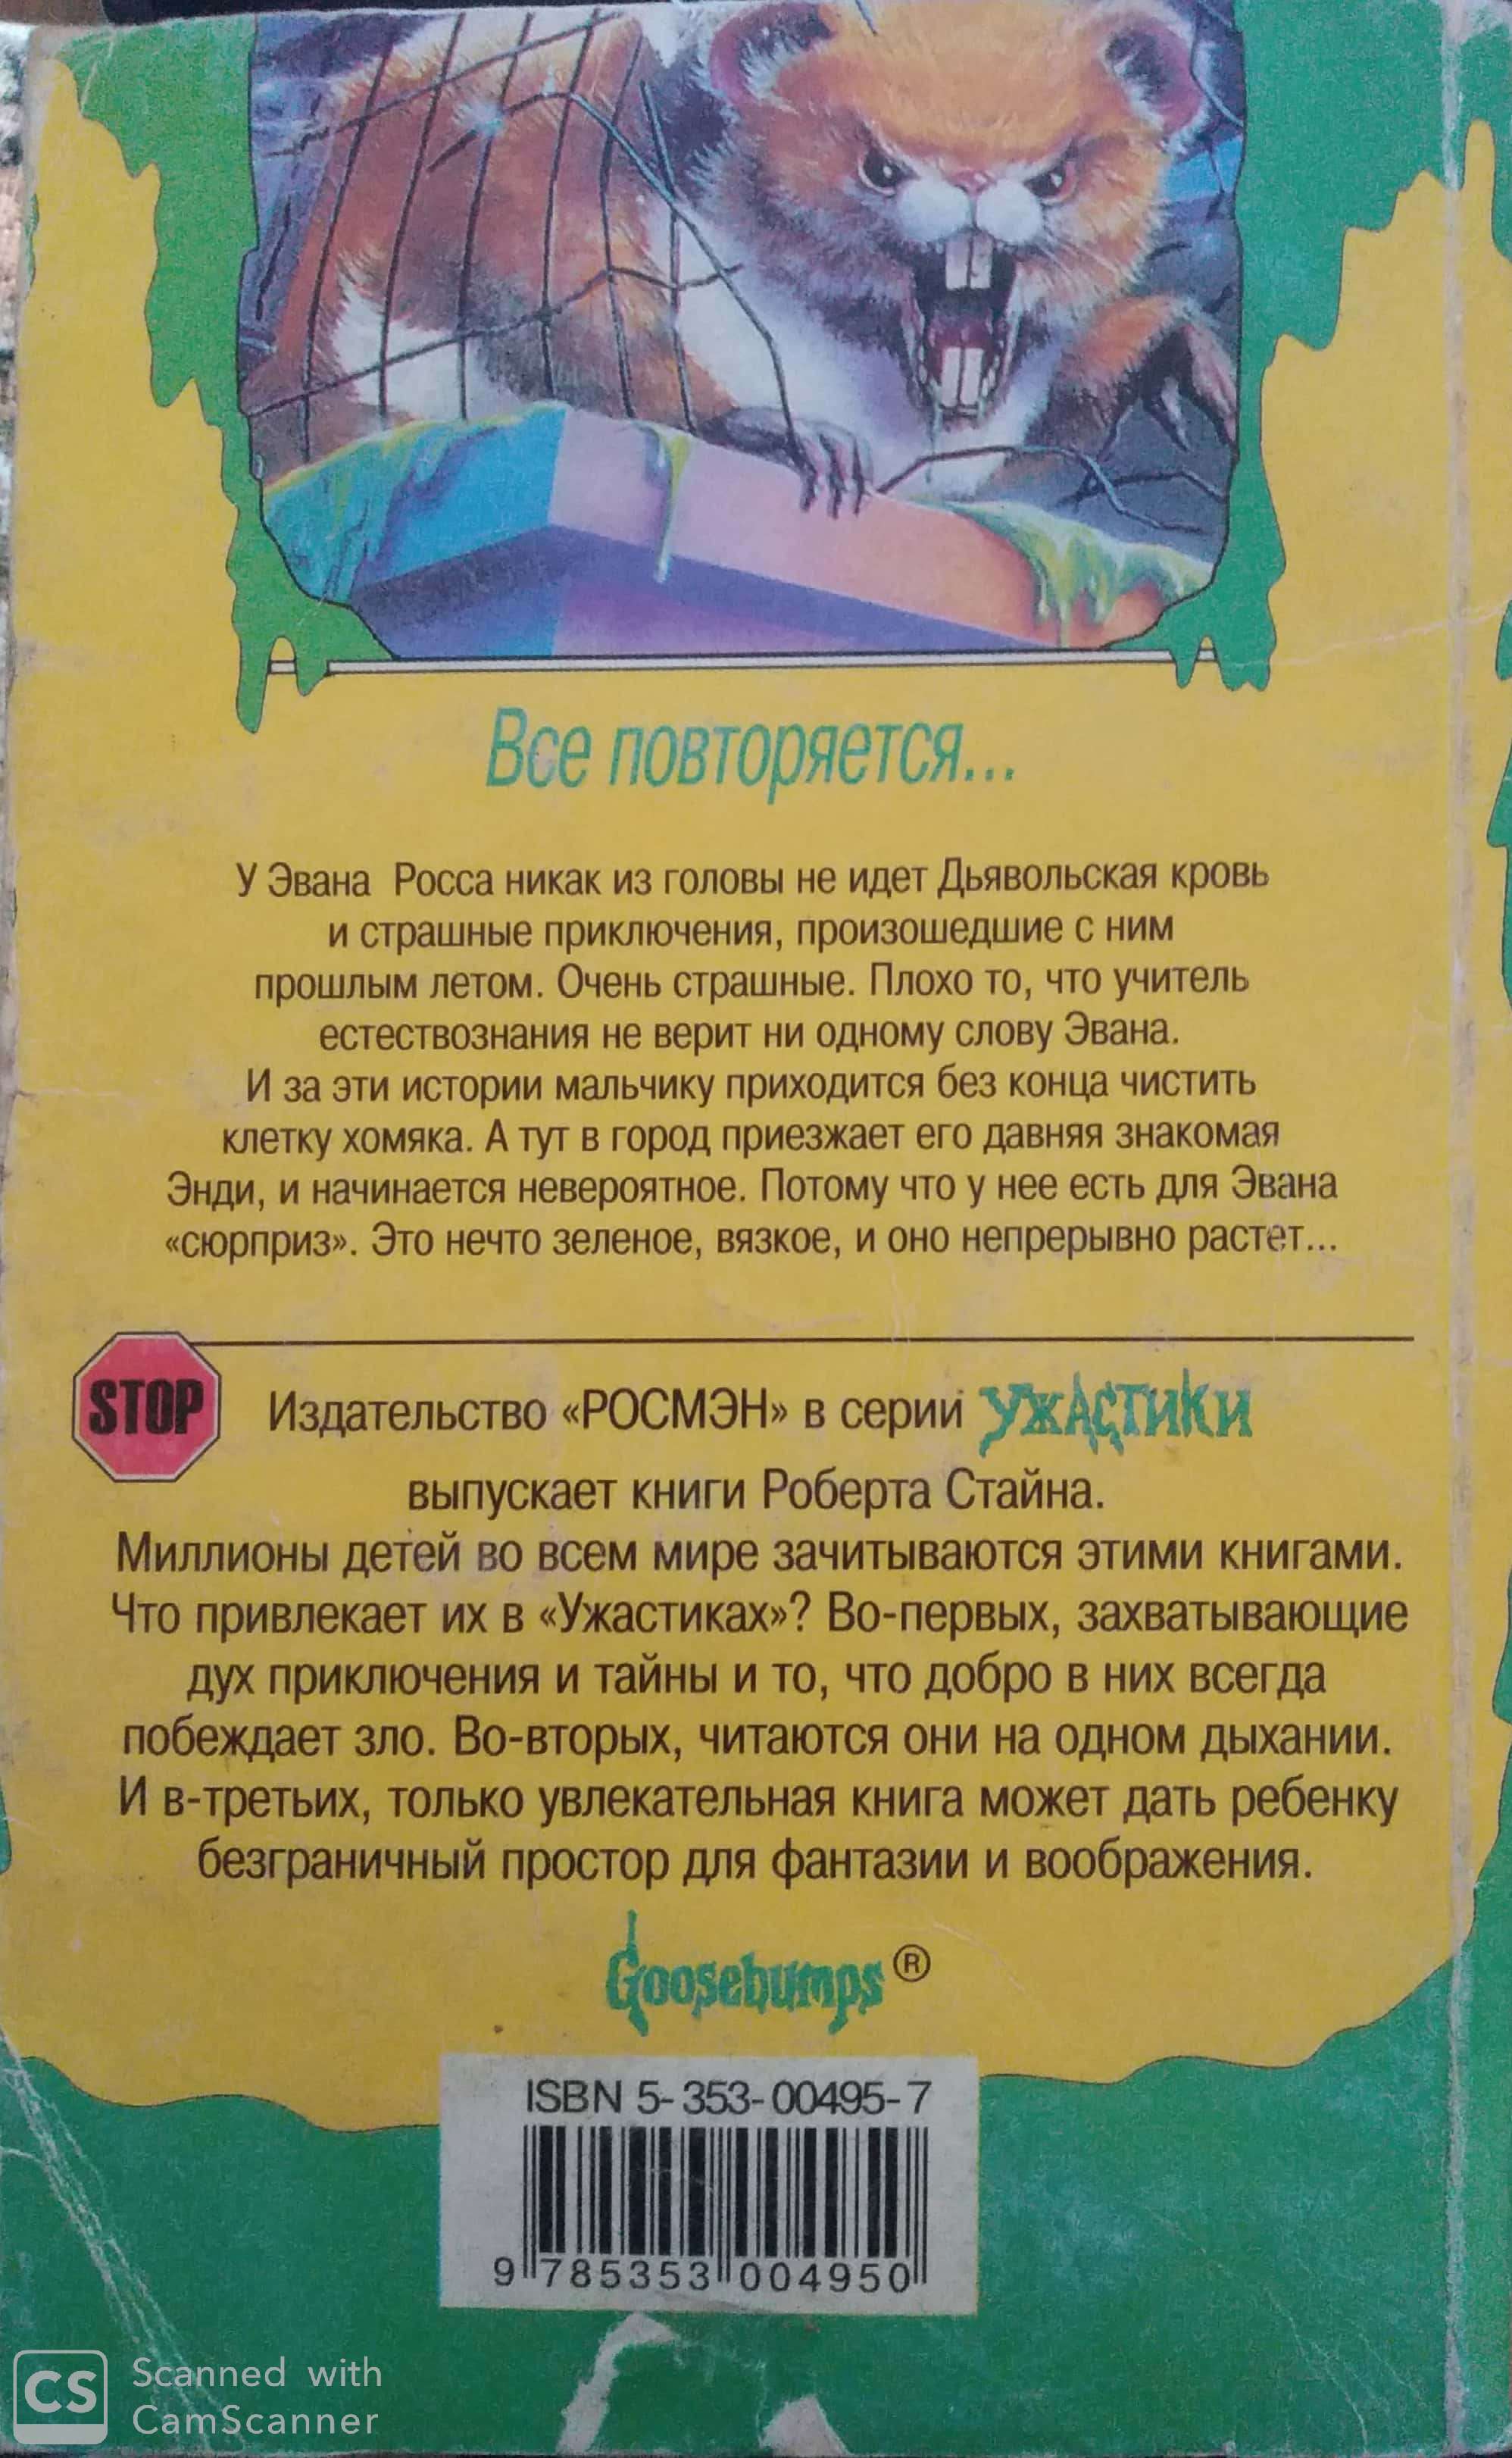 Все повторяется...
У Эвана Росса никак из головы не идет Дьявольская кровь
и страшные приключения, произошедшие с ним
прошлым летом. Очень страшные. Плохо то, что учитель
естествознания не верит ни одному слову Эвана.
И за эти истории мальчику приходится без конца чистить
клетку хомяка. А тут в город приезжает его давняя знакомая
Энди, и начинается невероятное. Потому что у нее есть для Эвана
«сюрприз». Это нечто зеленое, вязкое, и оно непрерывно растет...
STOP
Издательство «РОСМЭН» в серии УЖАСТИКИ
выпускает книги Роберта Стайна.
Миллионы детей во всем мире зачитываются этими книгами.
Что привлекает их в «Ужастиках»? Во-первых, захватывающие
дух приключения и тайны и то, что добро в них всегда
побеждает зло. Во-вторых, читаются они на одном дыхании.
И в-третьих, только увлекательная книга может дать ребенку
безграничный простор для фантазии и воображения.
Goosebumps ®
ISBN 5-353-00495-7
9 785353 004950
CS Scanned with
CamScanner